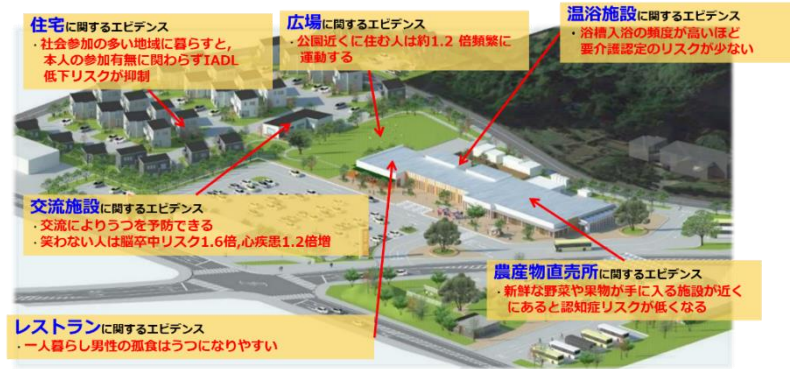 住宅に関するエビデンス
・社会参加の多い地域に暮らすと,
本人の参加有無に関わらずIADL
低下リスクが抑制
広場に関するエビデンス
・公園近くに住む人は約1.2 倍頻繁に
運動する
温浴施設に関するエビデンス
・浴槽入浴の頻度が高いほど
要介護認定のリスクが少ない
交流施設に関するエビデンス
・交流によりうつを予防できる
・笑わない人は脳卒中リスク1.6倍,心疾患1.2倍増
農産物直売所に関するエビデンス
・新鮮な野菜や果物が手に入る施設が近く
にあると認知症リスクが低くなる
レストランに関するエビデンス
・一人暮らし男性の孤食はうつになりやすい